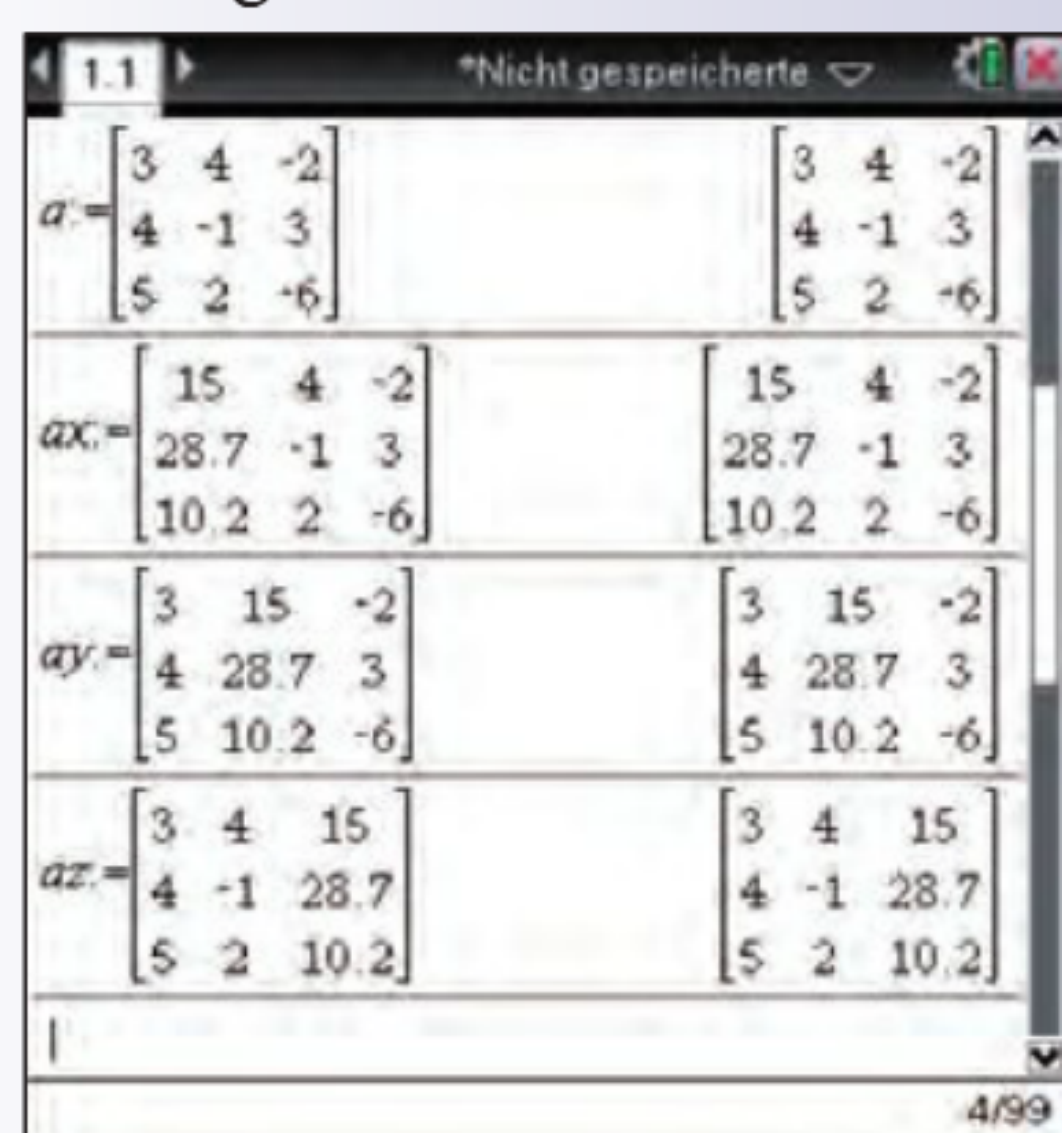 1.1 *Nicht gespeicherte
a:= [3 4 -2] [3 4 -2]
[4 -1 3] [4 -1 3]
[5 2 -6] [5 2 -6]
ax:= [15 4 -2] [15 4 -2]
[28.7 -1 3] [28.7 -1 3]
[10.2 2 -6] [10.2 2 -6]
ay:= [3 15 -2] [3 15 -2]
[4 28.7 3] [4 28.7 3]
[5 10.2 -6] [5 10.2 -6]
az:= [3 4 15] [3 4 15]
[4 -1 28.7] [4 -1 28.7]
[5 2 10.2] [5 2 10.2]
4/99